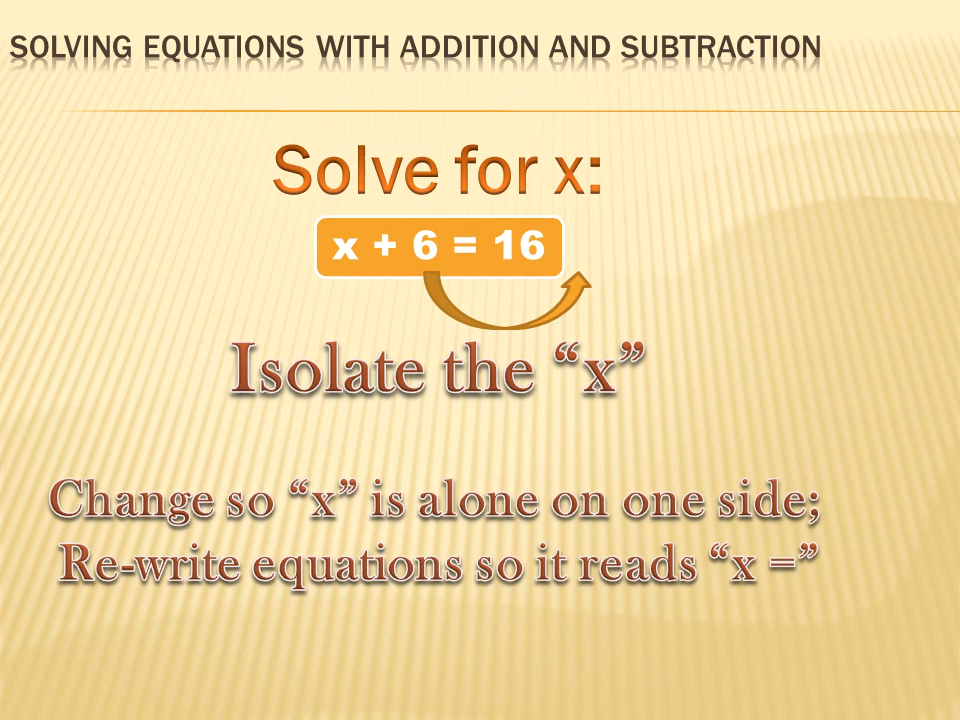 SOLVING EQUATIONS WITH ADDITION AND SUBTRACTION
Solve for x:
x + 6 = 16
Isolate the “x”
Change so “x” is alone on one side;
Re-write equations so it reads “x =”